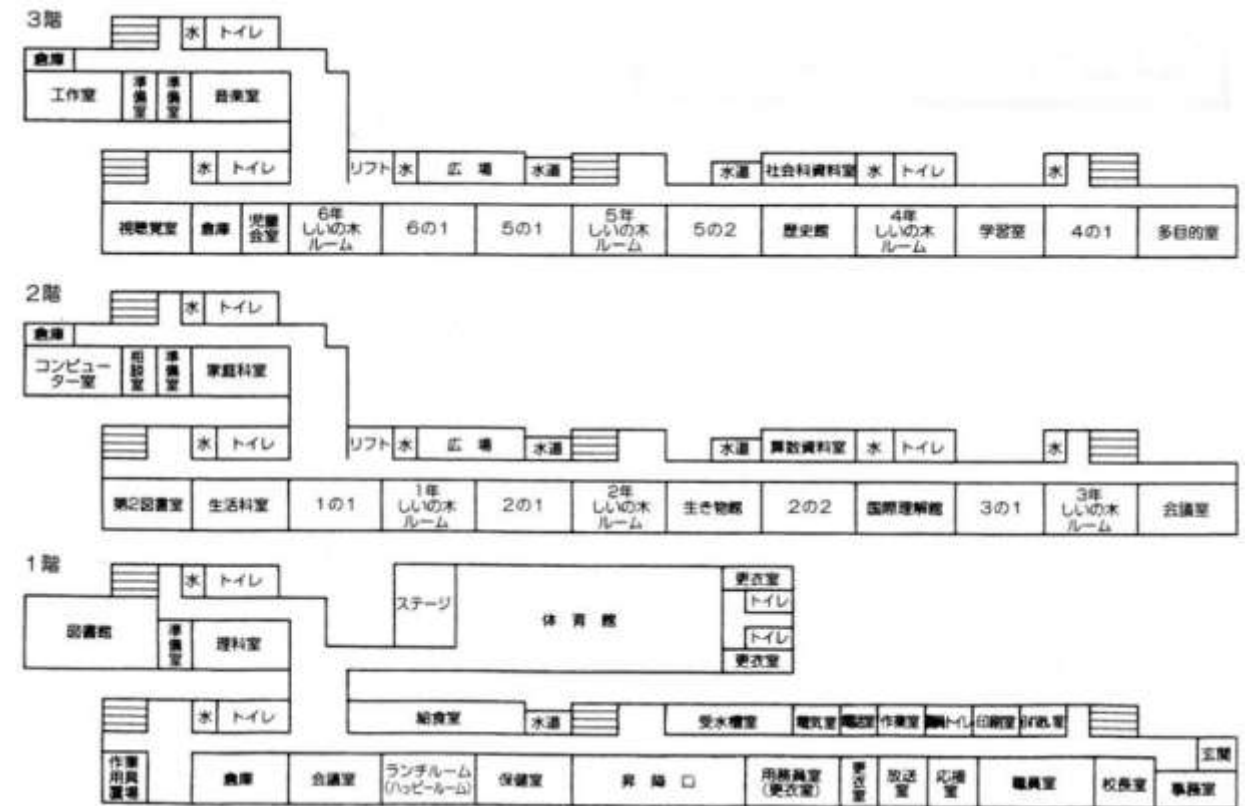 3階
水 トイレ
倉庫
工作室 準備室 準備室 音楽室
水 トイレ リフト 水 広場 水道 水道 社会科資料室 水 トイレ 水
視聴覚室 倉庫 児童会室 6年しいの木ルーム 6の1 5の1 5年しいの木ルーム 5の2 歴史館 4年しいの木ルーム 学習室 4の1 多目的室
2階
水 トイレ
倉庫
コンピューター室 相談室 準備室 家庭科室
水 トイレ リフト 水 広場 水道 水道 算数資料室 水 トイレ 水
第2図書室 生活科室 1の1 1年しいの木ルーム 2の1 2年しいの木ルーム 生き物館 2の2 国際理解館 3の1 3年しいの木ルーム 会議室
1階
水 トイレ ステージ 体育館 更衣室
トイレ
図書館 準備室 理科室
トイレ
更衣室
水 トイレ 給食室 水道 受水槽室 電気室 作業室 トイレ 印刷室
玄関
作業用具置場 倉庫 会議室 ランチルーム(ハッピールーム) 保健室 昇降口 用務員室(更衣室) 更衣室 放送室 応接室 職員室 校長室 事務室